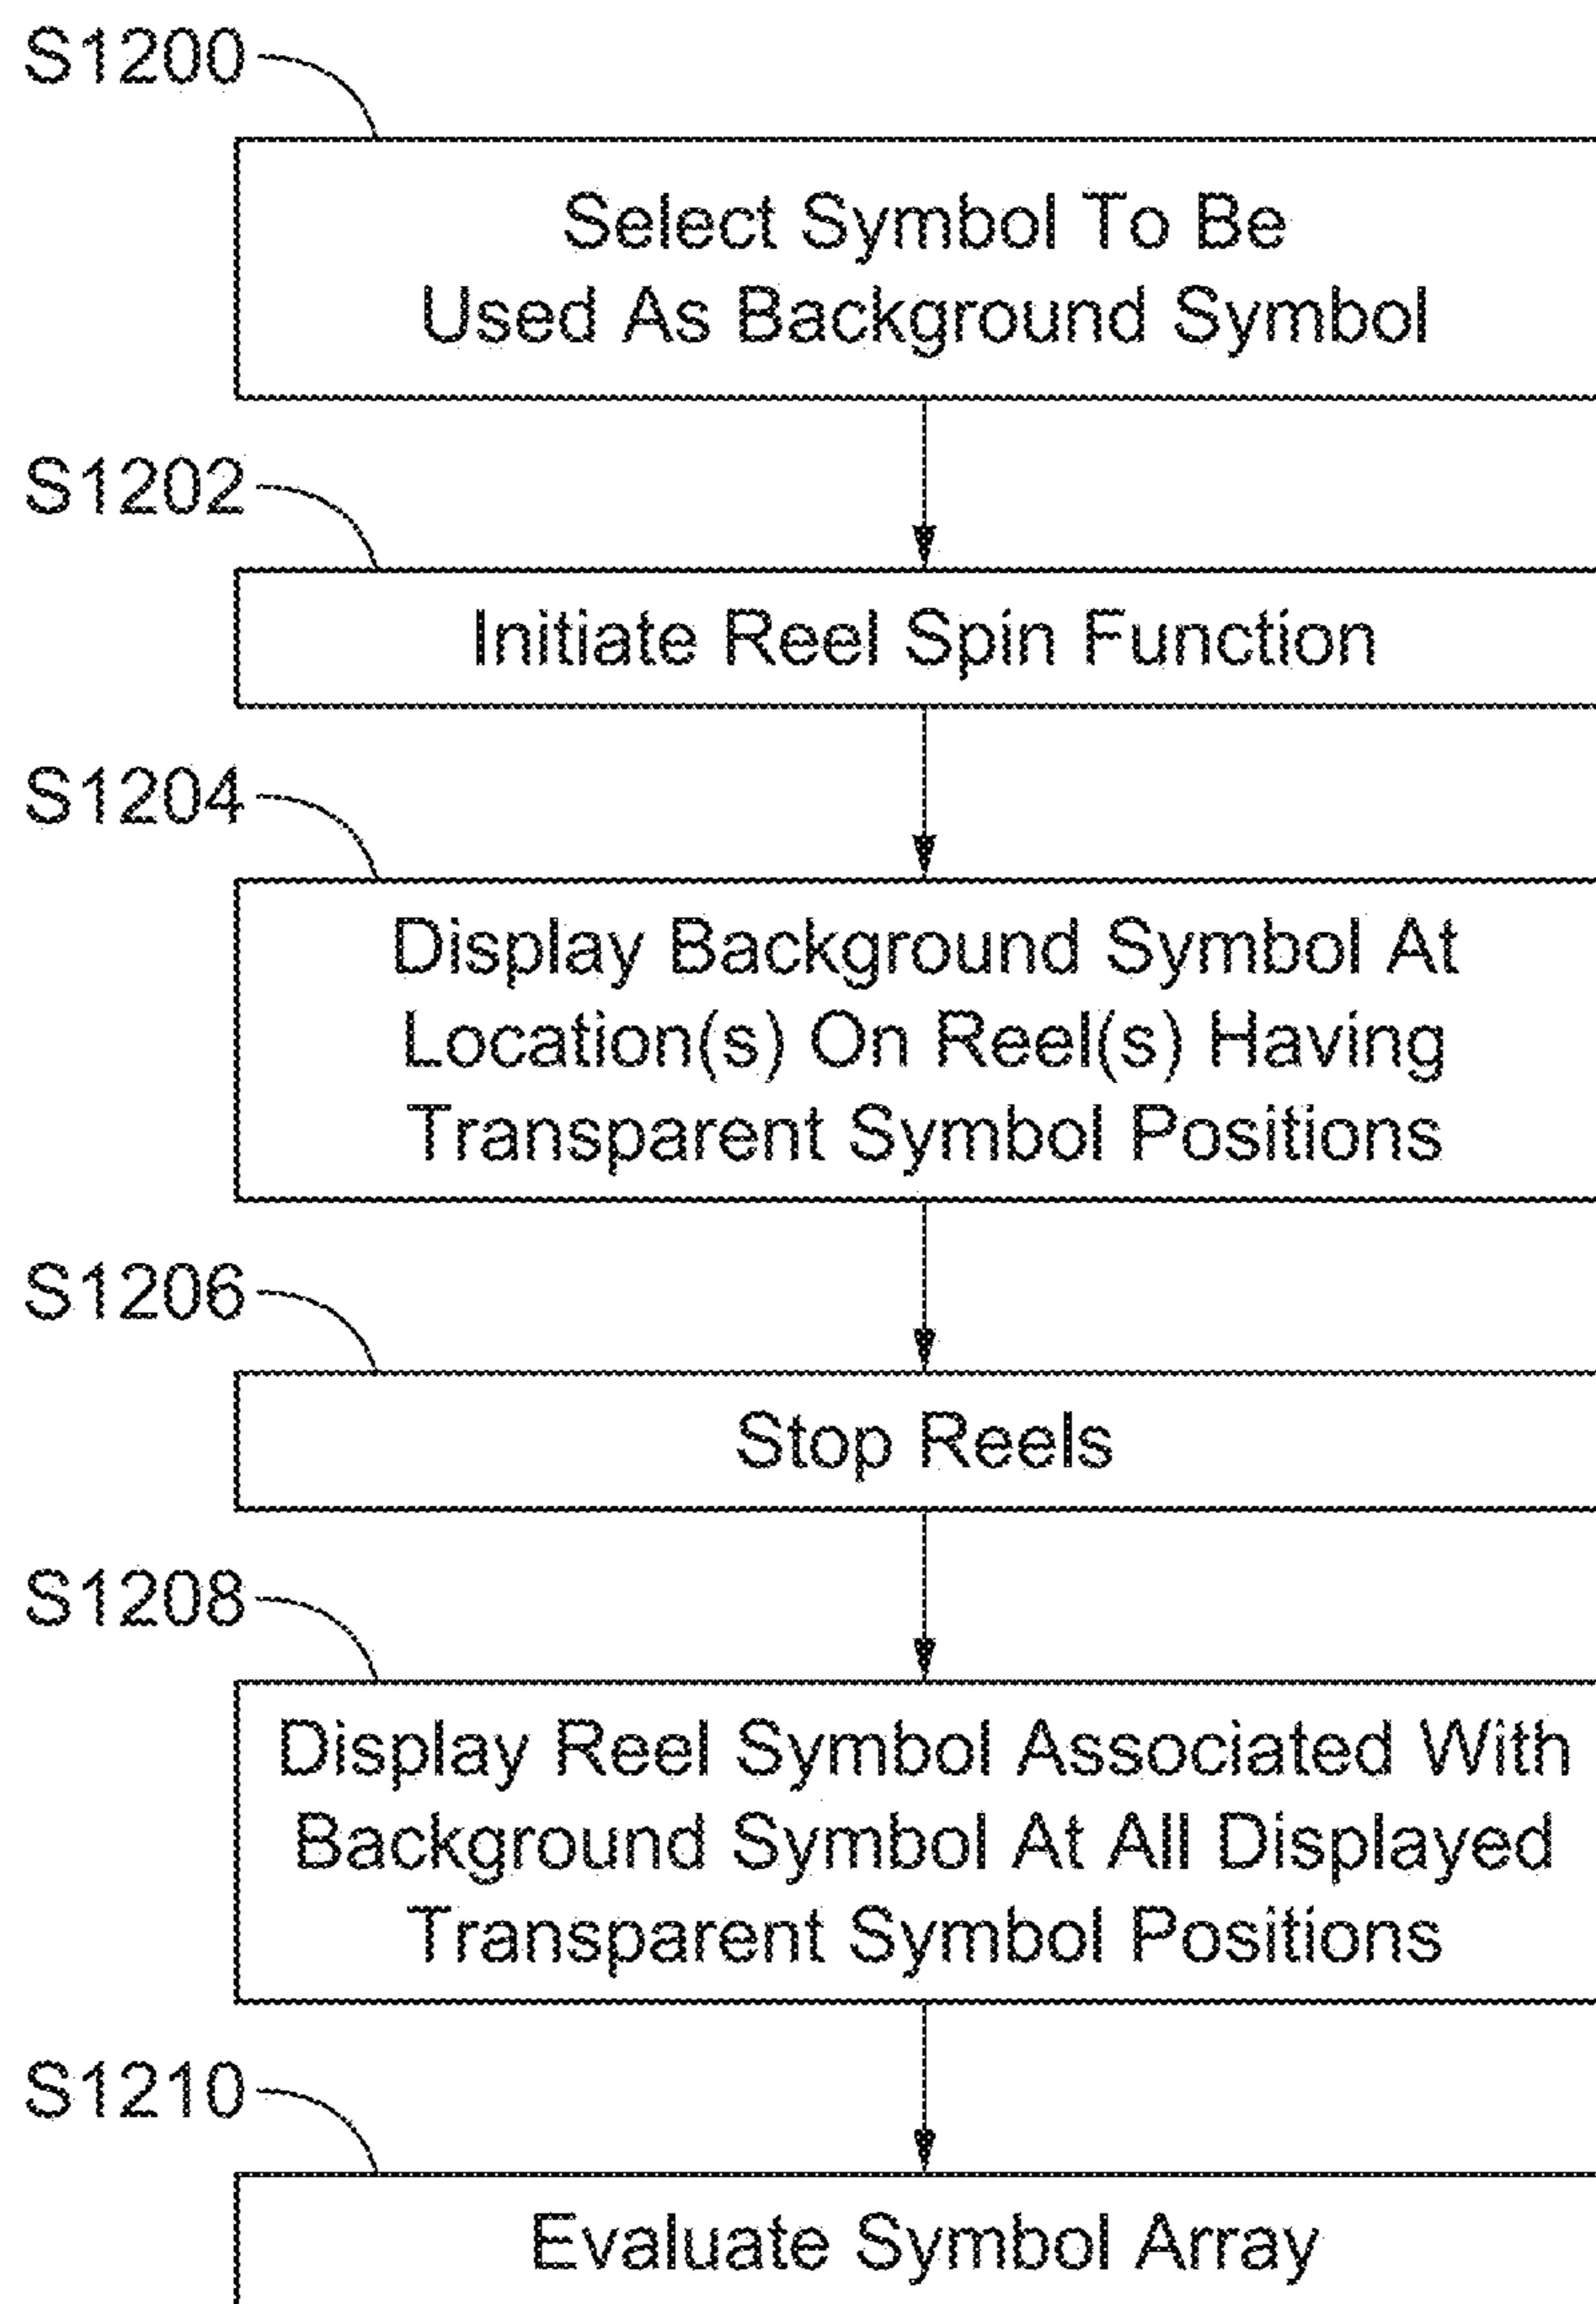 S1200
Select Symbol To Be
Used As Background Symbol
S1202
Initiate Reel Spin Function
S1204
Display Background Symbol At
Location(s) On Reel(s) Having
Transparent Symbol Positions
S1206
Stop Reels
S1208
Display Reel Symbol Associated With
Background Symbol At All Displayed
Transparent Symbol Positions
S1210
Evaluate Symbol Array